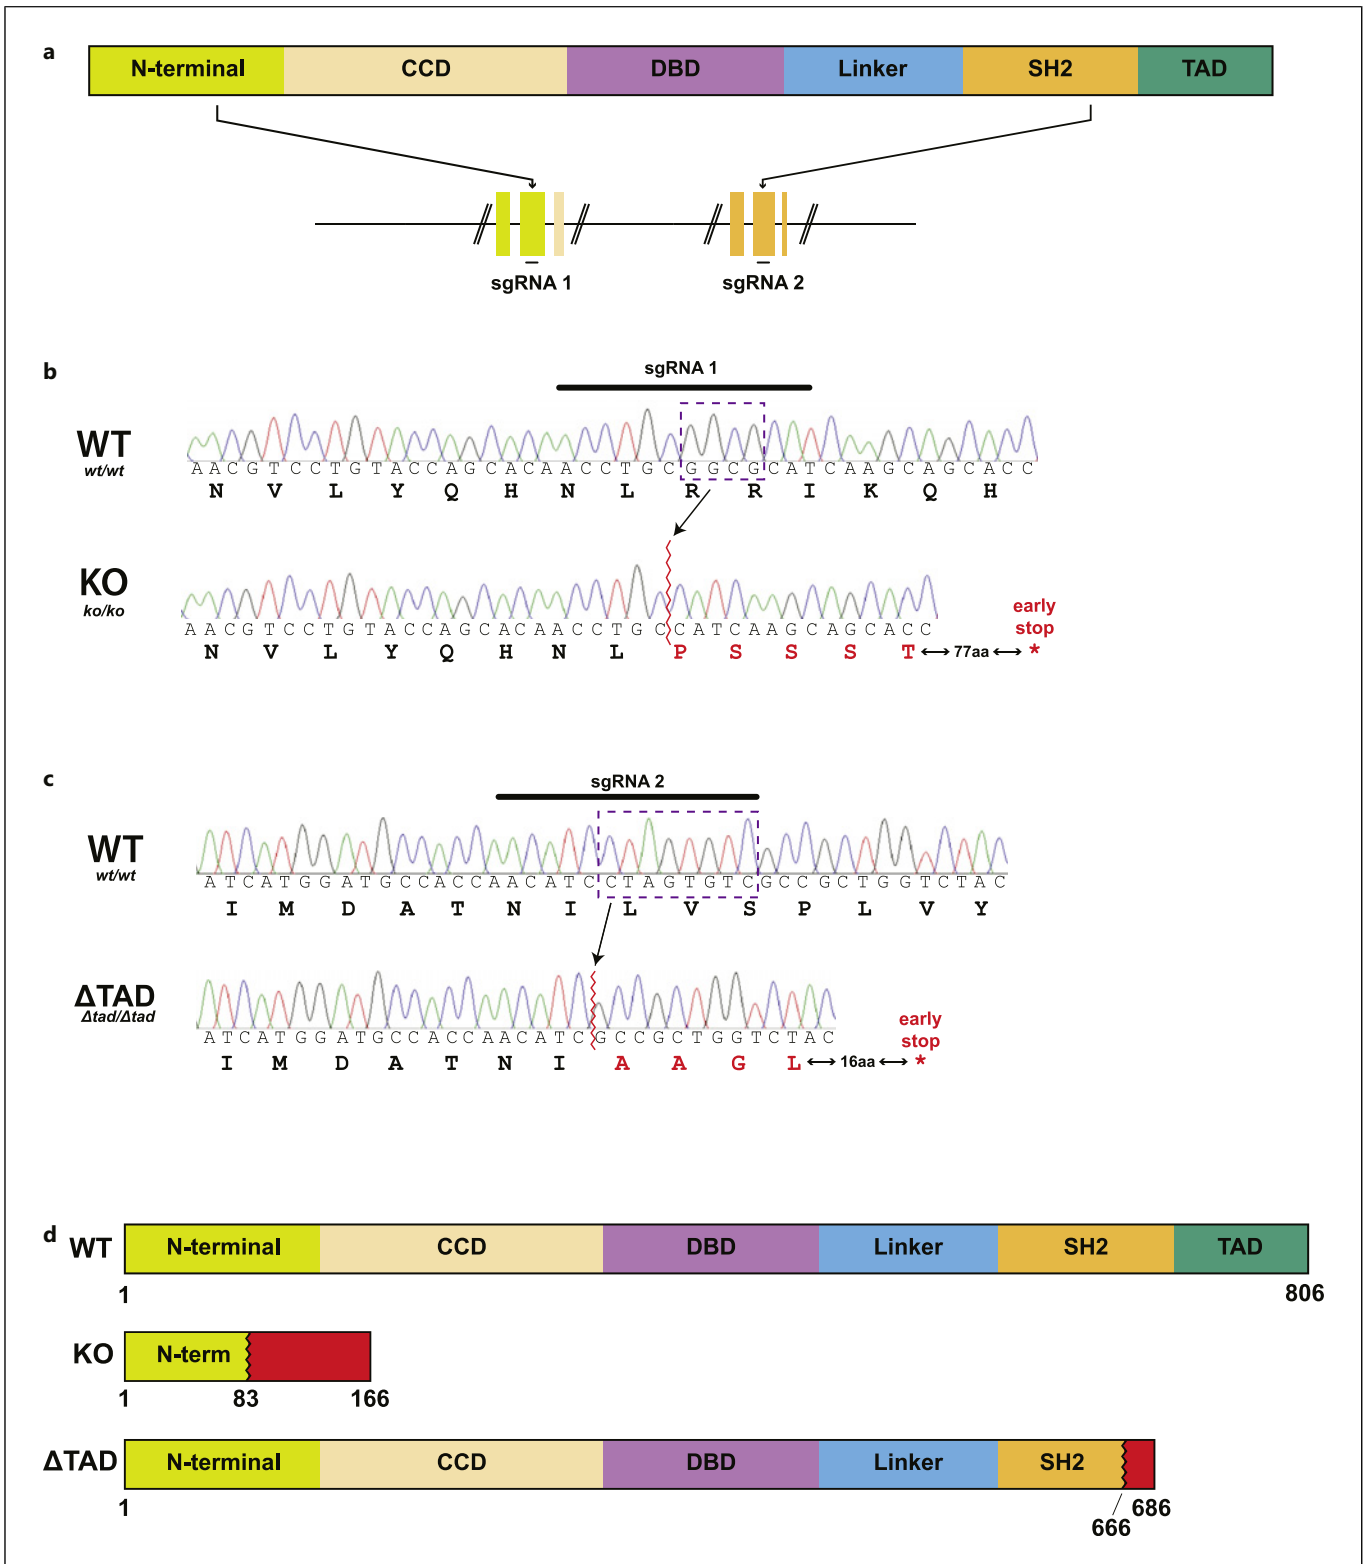 a
N-terminal CCD DBD Linker SH2 TAD
sgRNA 1 sgRNA 2
b
sgRNA 1
WT
wt/wt
AACGTCCTGTACCAGCACAACCTGCGGCGCATCAAGCAGCACC
N V L Y Q H N L R R I K Q H
KO
ko/ko
AACGTCCTGTACCAGCACAACCTGCCATCAAGCAGCACC
N V L Y Q H N L P S S S T
77aa
early
stop
*
c
sgRNA 2
WT
wt/wt
ATCATGGATGCCACCAACATCCTAGTGTCGCCGCTGGTCTAC
I M D A T N I L V S P L V Y
ΔTAD
Δtad/Δtad
ATCATGGATGCCACCAACATCGCCGCTGGTCTAC
I M D A T N I A A G L
16aa
early
stop
*
d
WT
N-terminal CCD DBD Linker SH2 TAD
1 806
KO
N-term
1 83 166
ΔTAD
N-terminal CCD DBD Linker SH2
1 666 686